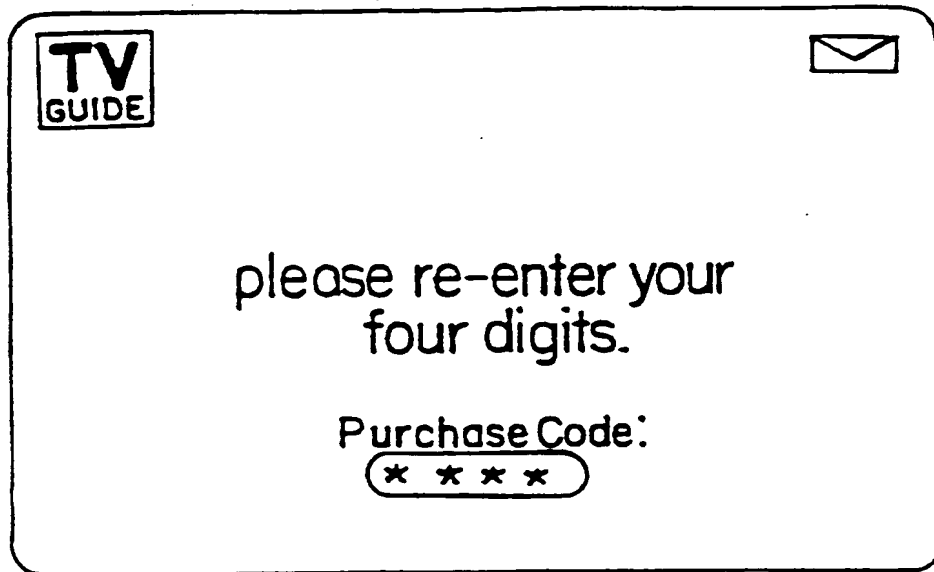 TV
GUIDE
please re-enter your
four digits.
Purchase Code:
* * * *